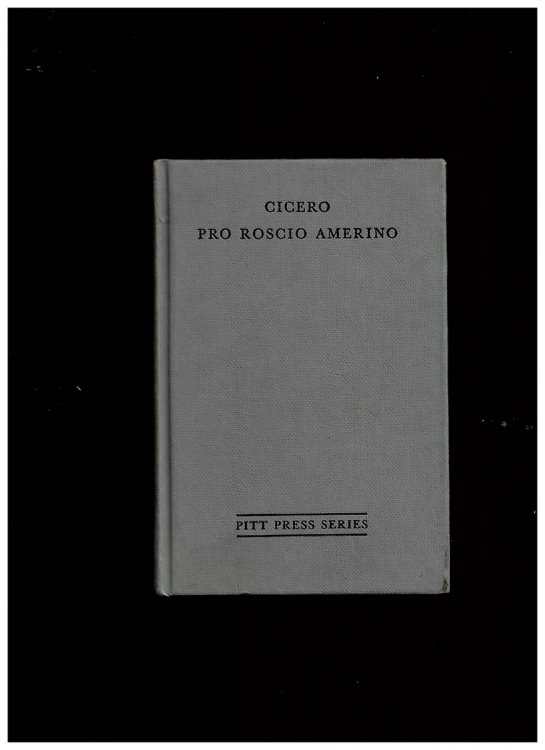 CICERO
PRO ROSCIO AMERINO
PITT PRESS SERIES